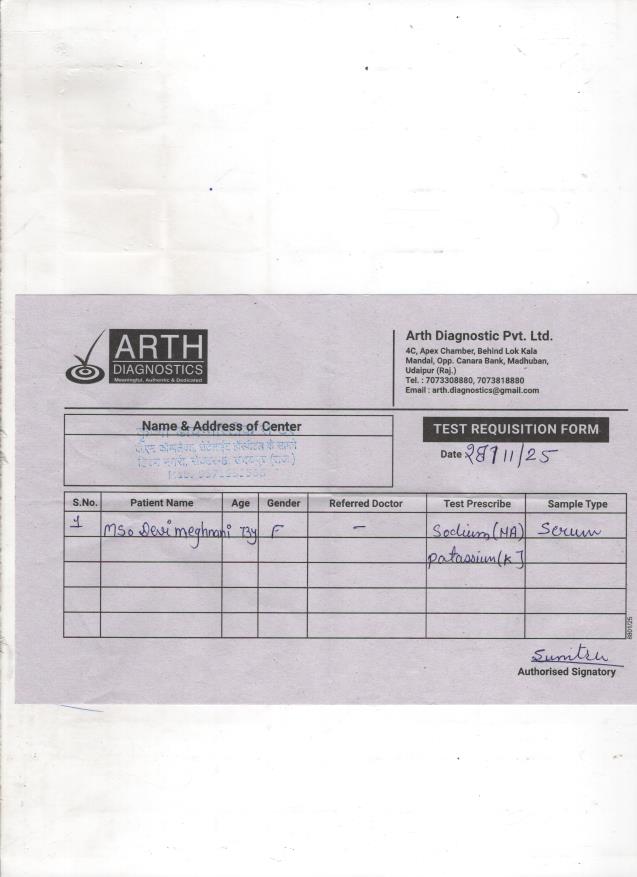 ARTH
DIAGNOSTICS
Meaningful, Authentic & Dedicated
Arth Diagnostic Pvt. Ltd.
4C, Apex Chamber, Behind Lok Kala
Mandal, Opp. Canara Bank, Madhuban,
Udaipur (Raj.)
Tel. : 7073308880, 7073818880
Email : arth.diagnostics@gmail.com
Name & Address of Center
TEST REQUISITION FORM
Date 28/11/25
S.No. Patient Name Age Gender Referred Doctor Test Prescribe Sample Type
1 MSo Devi meghnani 73y F - Sodium (NA) Serum
Patassium (K]
Sumitra
Authorised Signatory